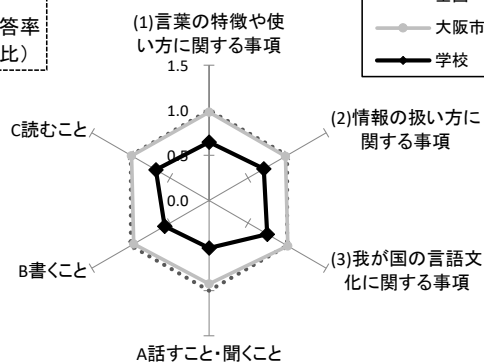 答率
比）
大阪市
学校
(1)言葉の特徴や使
い方に関する事項
1.5
1.0
0.5
0.0
(2)情報の扱い方に
関する事項
(3)我が国の言語文
化に関する事項
A話すこと・聞くこと
B書くこと
C読むこと